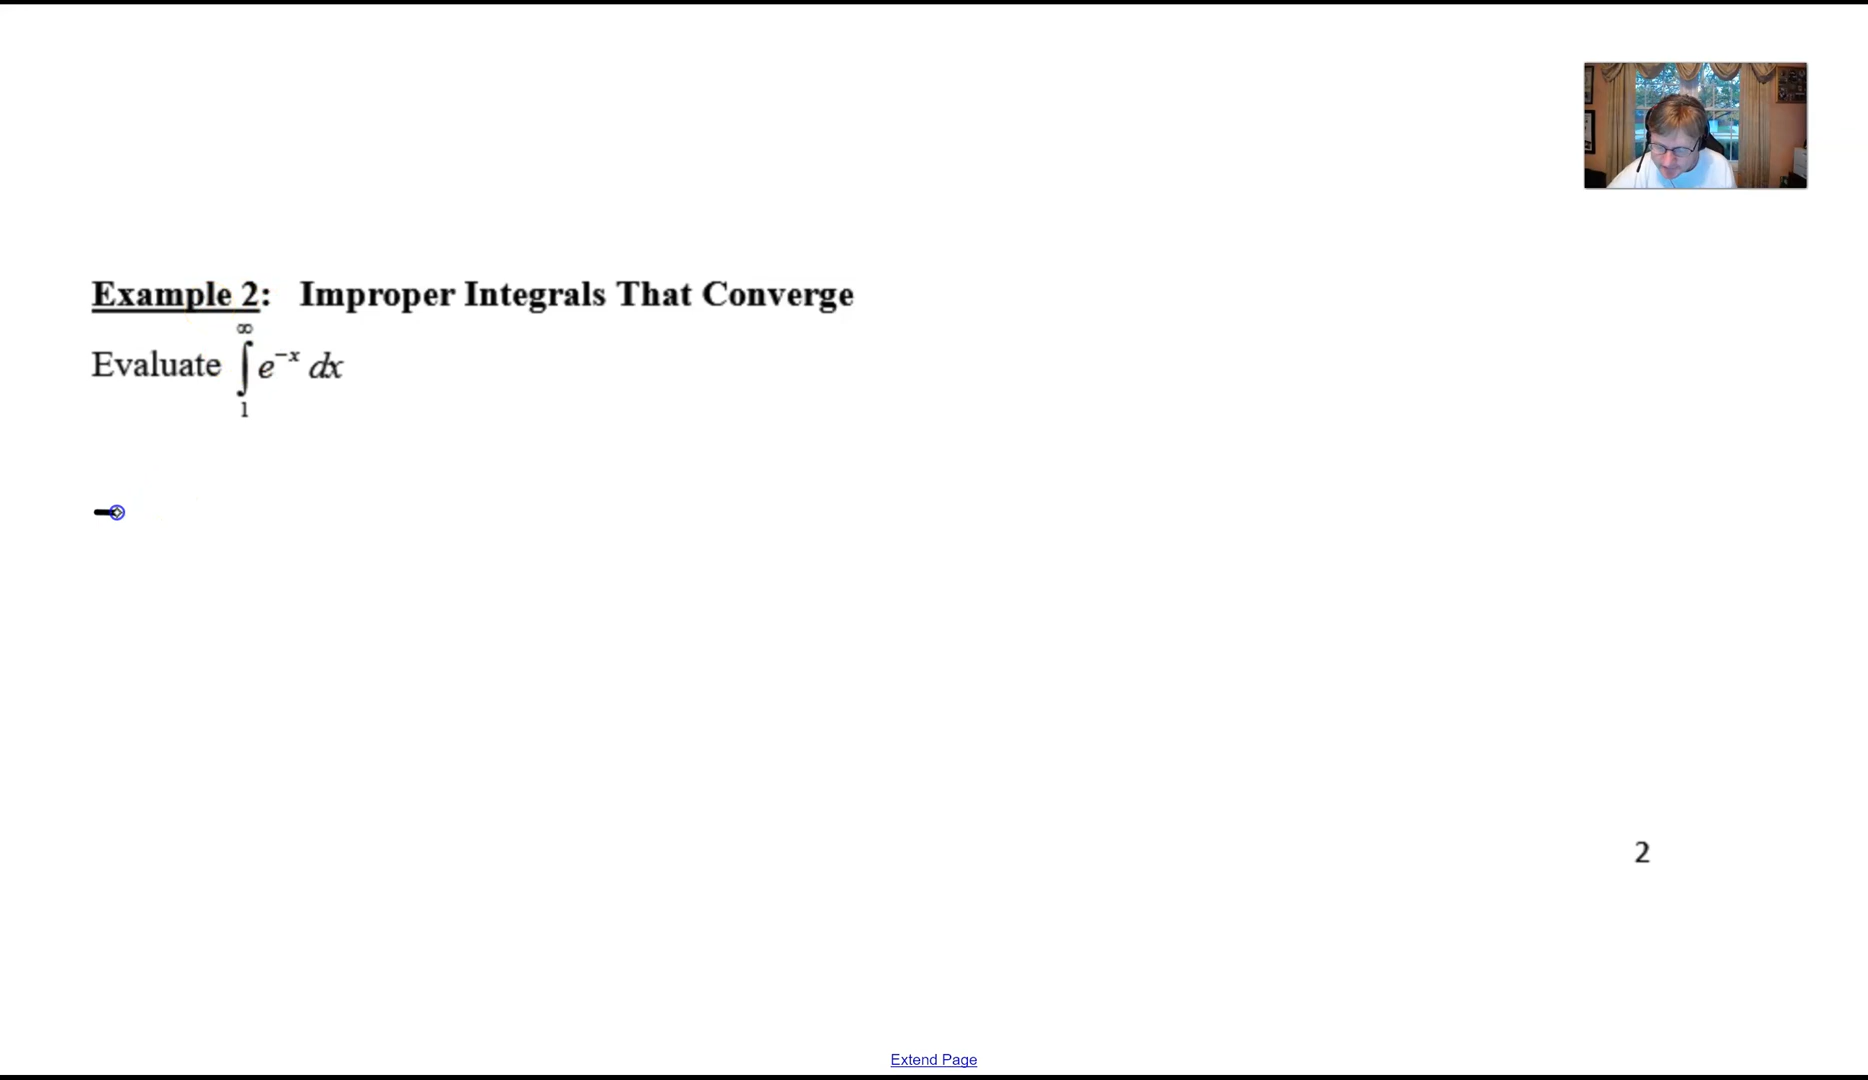 Example 2: Improper Integrals That Converge
Evaluate ∫₁^∞ e⁻ˣ dx
2
Extend Page